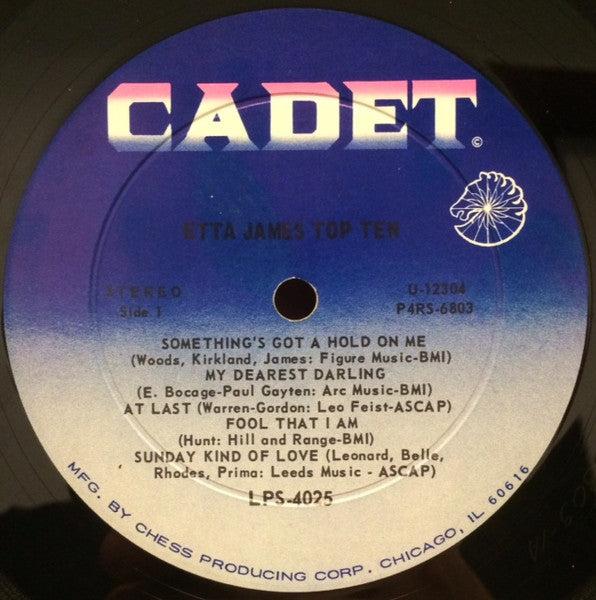 CADET
©
ETTA JAMES TOP TEN
STEREO
Side 1
U-12304
P4RS-6803
SOMETHING'S GOT A HOLD ON ME
(Woods, Kirkland, James: Figure Music-BMI)
MY DEAREST DARLING
(E. Bocage-Paul Gayten: Arc Music-BMI)
AT LAST (Warren-Gordon: Leo Feist-ASCAP)
FOOL THAT I AM
(Hunt: Hill and Range-BMI)
SUNDAY KIND OF LOVE (Leonard, Belle,
Rhodes, Prima: Leeds Music - ASCAP)
LPS-4025
MFG. BY CHESS PRODUCING CORP. CHICAGO, IL 60616